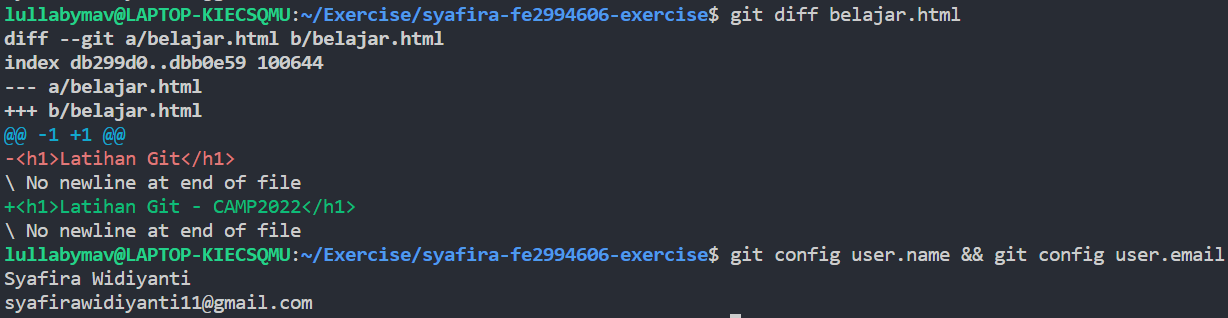 lullabymav@LAPTOP-KIECSQMU:~/Exercise/syafira-fe2994606-exercise$ git diff belajar.html
diff --git a/belajar.html b/belajar.html
index db299d0..dbb0e59 100644
--- a/belajar.html
+++ b/belajar.html
@@ -1 +1 @@
-<h1>Latihan Git</h1>
\ No newline at end of file
+<h1>Latihan Git - CAMP2022</h1>
\ No newline at end of file
lullabymav@LAPTOP-KIECSQMU:~/Exercise/syafira-fe2994606-exercise$ git config user.name && git config user.email
Syafira Widiyanti
syafirawidiyanti11@gmail.com